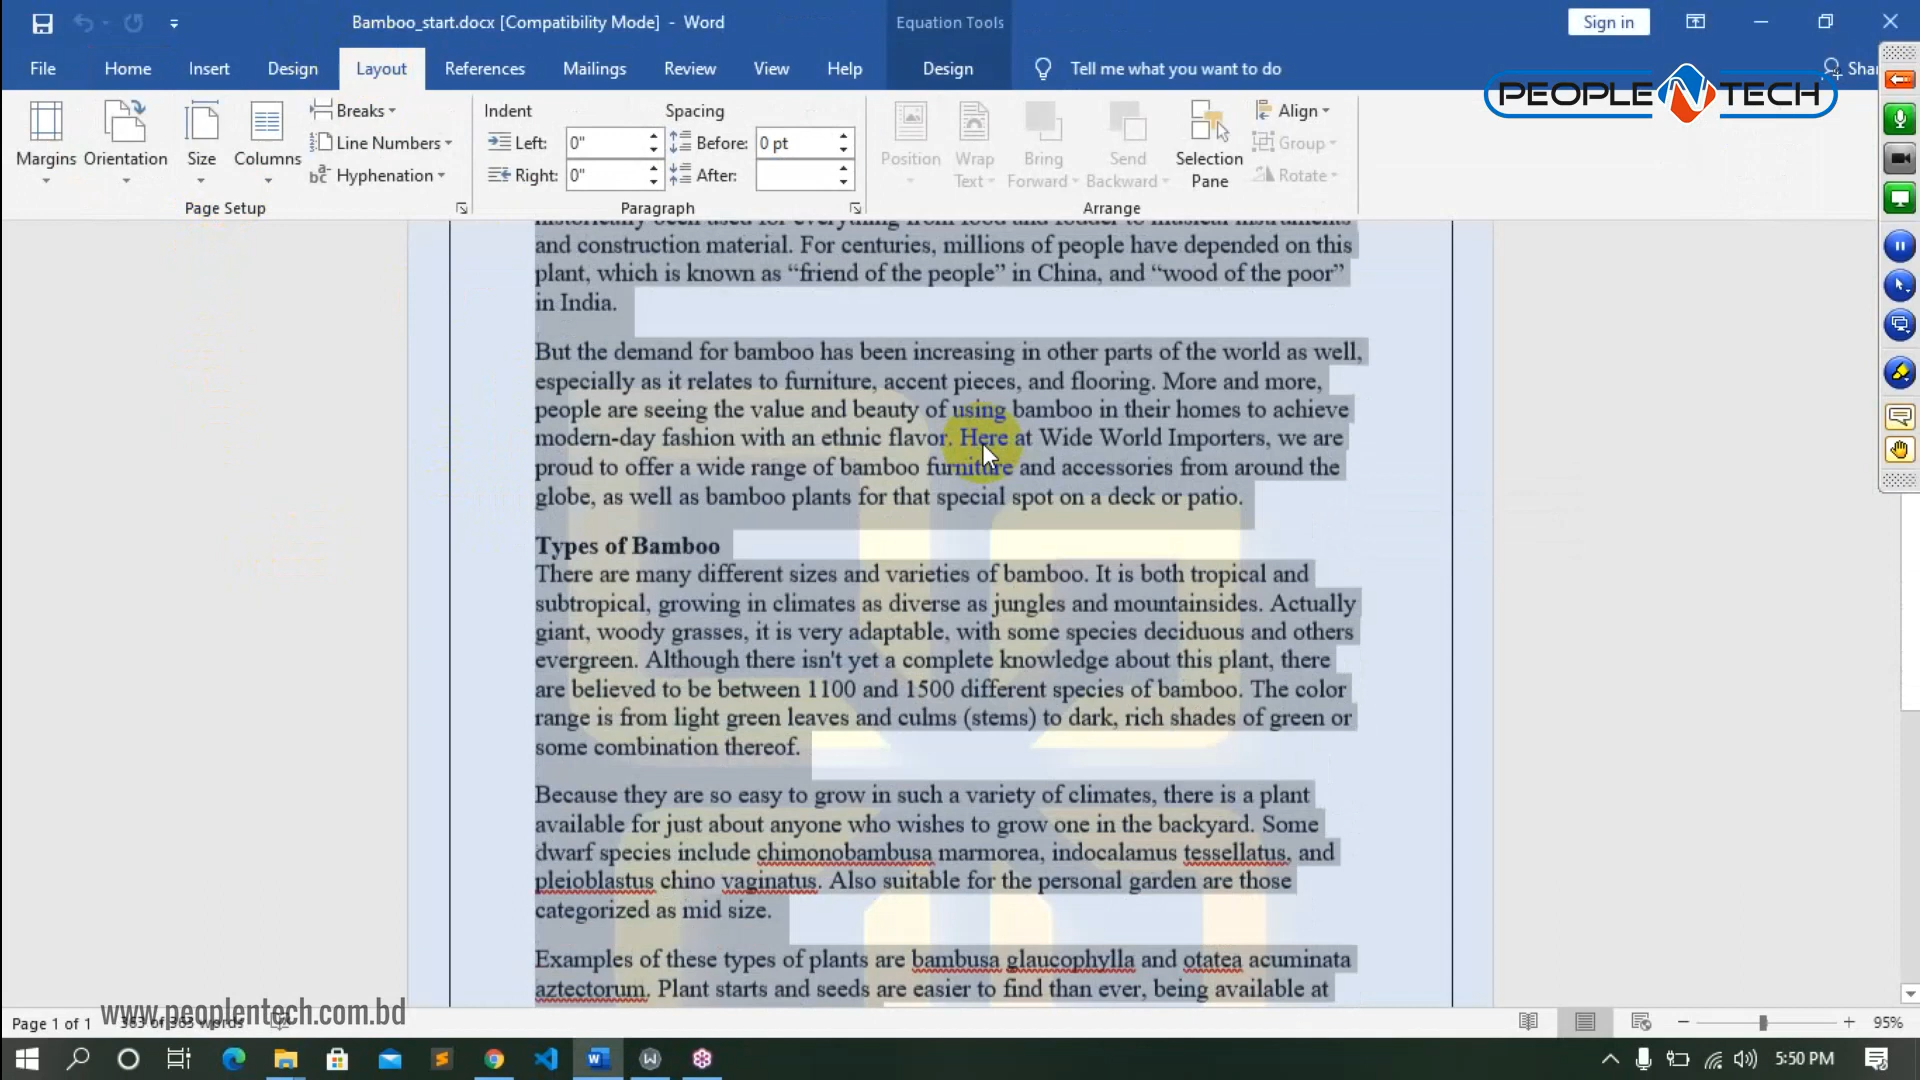 Bamboo_start.docx [Compatibility Mode] - Word
Equation Tools
Sign in
File
Home
Insert
Design
Layout
References
Mailings
Review
View
Help
Design
Tell me what you want to do
Shar
PEOPLE N TECH
Margins
Orientation
Size
Columns
Breaks
Line Numbers
Hyphenation
Page Setup
Indent
Left: 0"
Right: 0"
Spacing
Before: 0 pt
After:
Paragraph
Position
Wrap Text
Bring Forward
Send Backward
Selection Pane
Align
Group
Rotate
Arrange
historically been used for everything from food and fodder to musical instruments
and construction material. For centuries, millions of people have depended on this
plant, which is known as “friend of the people” in China, and “wood of the poor”
in India.
But the demand for bamboo has been increasing in other parts of the world as well,
especially as it relates to furniture, accent pieces, and flooring. More and more,
people are seeing the value and beauty of using bamboo in their homes to achieve
modern-day fashion with an ethnic flavor. Here at Wide World Importers, we are
proud to offer a wide range of bamboo furniture and accessories from around the
globe, as well as bamboo plants for that special spot on a deck or patio.
Types of Bamboo
There are many different sizes and varieties of bamboo. It is both tropical and
subtropical, growing in climates as diverse as jungles and mountainsides. Actually
giant, woody grasses, it is very adaptable, with some species deciduous and others
evergreen. Although there isn't yet a complete knowledge about this plant, there
are believed to be between 1100 and 1500 different species of bamboo. The color
range is from light green leaves and culms (stems) to dark, rich shades of green or
some combination thereof.
Because they are so easy to grow in such a variety of climates, there is a plant
available for just about anyone who wishes to grow one in the backyard. Some
dwarf species include chimonobambusa marmorea, indocalamus tessellatus, and
pleioblastus chino vaginatus. Also suitable for the personal garden are those
categorized as mid size.
Examples of these types of plants are bambusa glaucophylla and otatea acuminata
aztectorum. Plant starts and seeds are easier to find than ever, being available at
www.peoplentech.com.bd
Page 1 of 1
363 of 363 words
95%
5:50 PM